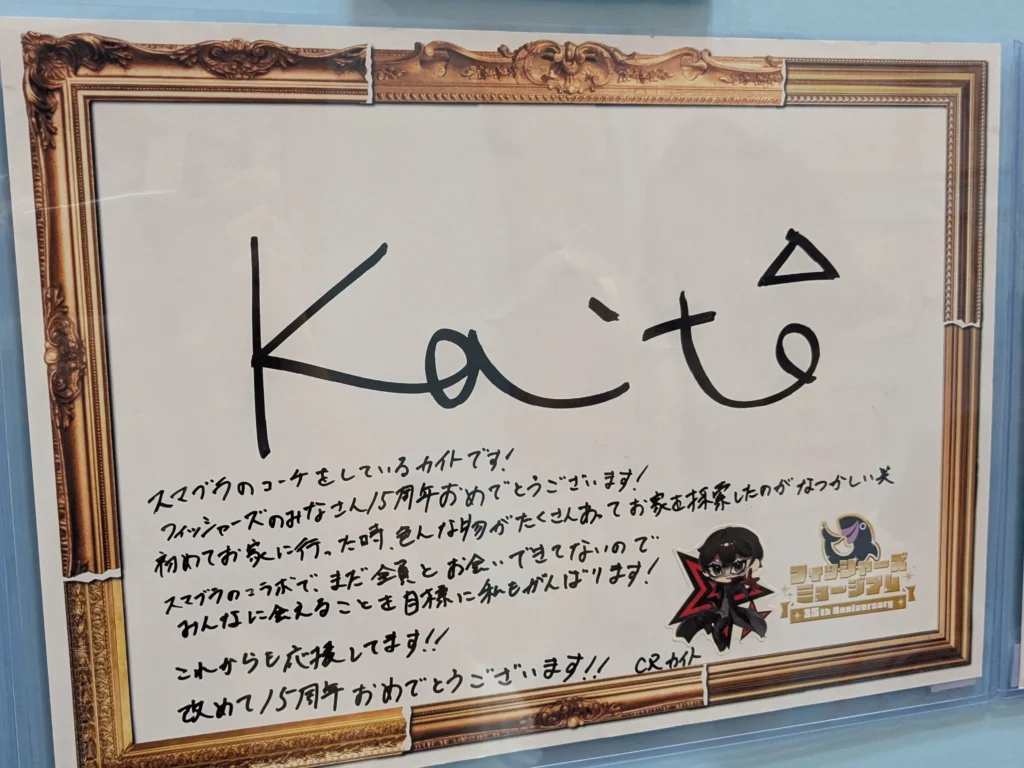 Kaito
スマブラのコーケをしているカイトです!
フィッシャーズのみなさん15周年おめでとうございます!
初めてお家に行った時、色んな物がたくさんあってお家を探索したのがなつかしい笑
スマブラのコラボで、まだ全員とお会いできてないので
みんなに会えることを目標に私もがんばります!
これからも応援してます!!
改めて15周年おめでとうございます!!
CRカイト
フィッシャーズ
ミュージアム
15th Anniversary